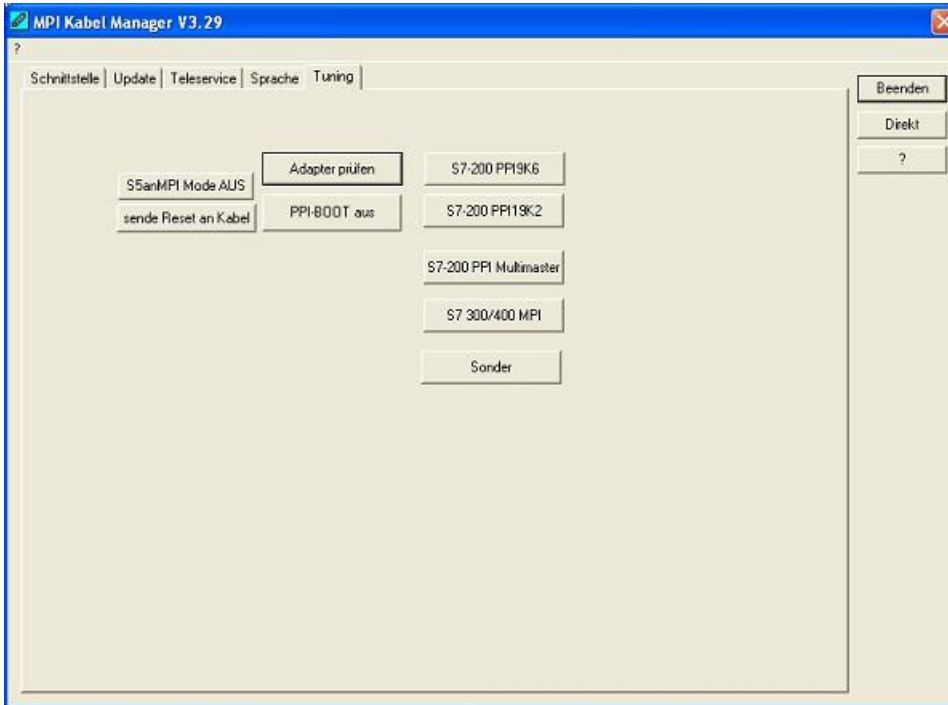 MPI Kabel Manager V3.29
?
Schnittstelle Update Teleservice Sprache Tuning
Beenden
Direkt
?
Adapter prüfen S7-200 PPI9K6
S5anMPI Mode AUS
sende Reset an Kabel PPI-BOOT aus S7-200 PPI19K2
S7-200 PPI Multimaster
S7 300/400 MPI
Sonder